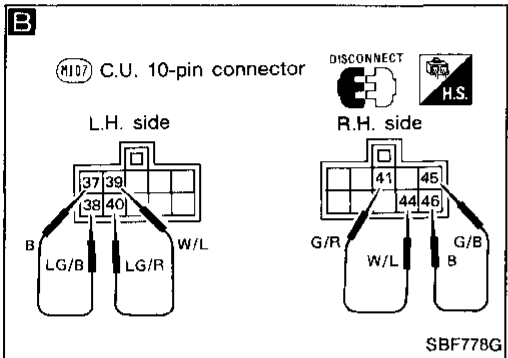 B
M107 C.U. 10-pin connector
DISCONNECT
H.S.
L.H. side
R.H. side
37 39
38 40
41 45
44 46
B
LG/B
LG/R
W/L
G/R
W/L
B
G/B
SBF778G